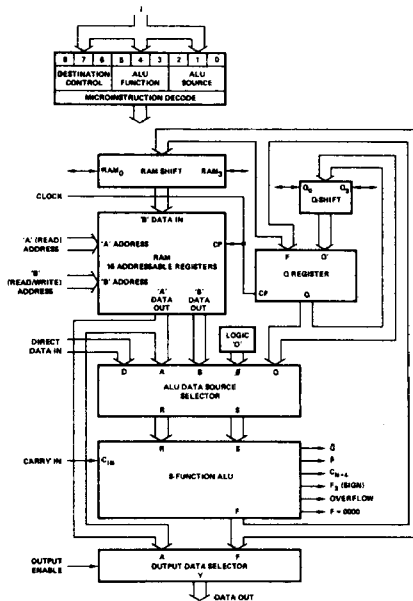 I
8 7 6 5 4 3 2 1 0
DESTINATION CONTROL
ALU FUNCTION
ALU SOURCE
MICROINSTRUCTION DECODE
RAM0 RAM SHIFT RAM3
Q0 Q3
Q-SHIFT
CLOCK
'B' DATA IN
'A' (READ) ADDRESS
'A' ADDRESS
CP
RAM
16 ADDRESSABLE REGISTERS
'B' (READ/WRITE) ADDRESS
'B' ADDRESS
'A' DATA OUT
'B' DATA OUT
F Q'
Q REGISTER
CP
Q
LOGIC '0'
DIRECT DATA IN
D A B Ø Q
ALU DATA SOURCE SELECTOR
R S
R S
CARRY IN
CIN
8-FUNCTION ALU
F
G̅
P̅
CN+4
F3 (SIGN)
OVERFLOW
F = 0000
OUTPUT ENABLE
A F
OUTPUT DATA SELECTOR
Y
DATA OUT